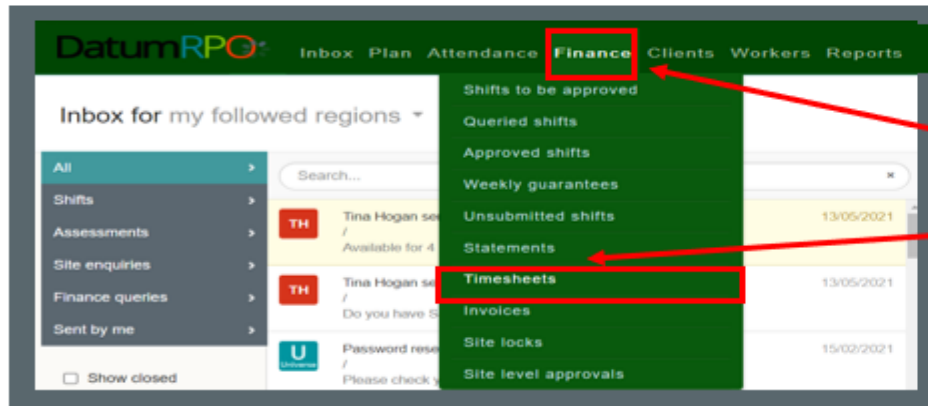 DatumRPO Inbox Plan Attendance Finance Clients Workers Reports
Inbox for my followed regions
Shifts to be approved
Queried shifts
Approved shifts
Weekly guarantees
Unsubmitted shifts
Statements
Timesheets
Invoices
Site locks
Site level approvals
All
Shifts
Assessments
Site enquiries
Finance queries
Sent by me
Show closed
Search...
TH Tina Hogan 13/05/2021
/
Available for 4
TH Tina Hogan 13/05/2021
/
Do you have S
U Universe Password rese 15/02/2021
/
Please check y